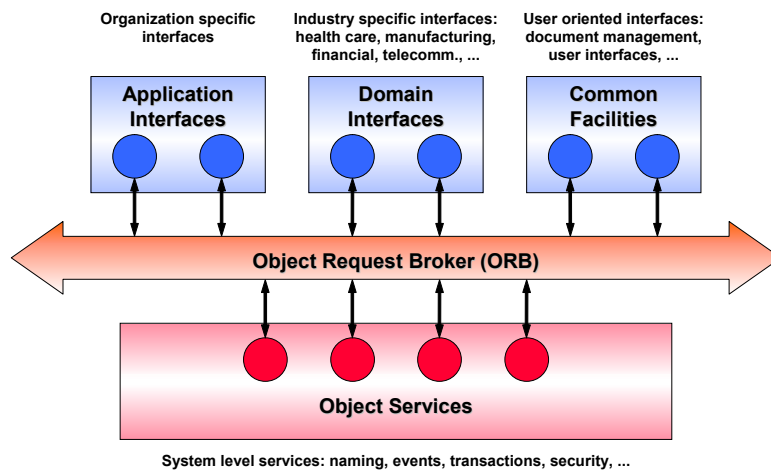 Organization specific
interfaces
Industry specific interfaces:
health care, manufacturing,
financial, telecomm., ...
User oriented interfaces:
document management,
user interfaces, ...
Application
Interfaces
Domain
Interfaces
Common
Facilities
Object Request Broker (ORB)
Object Services
System level services: naming, events, transactions, security, ...